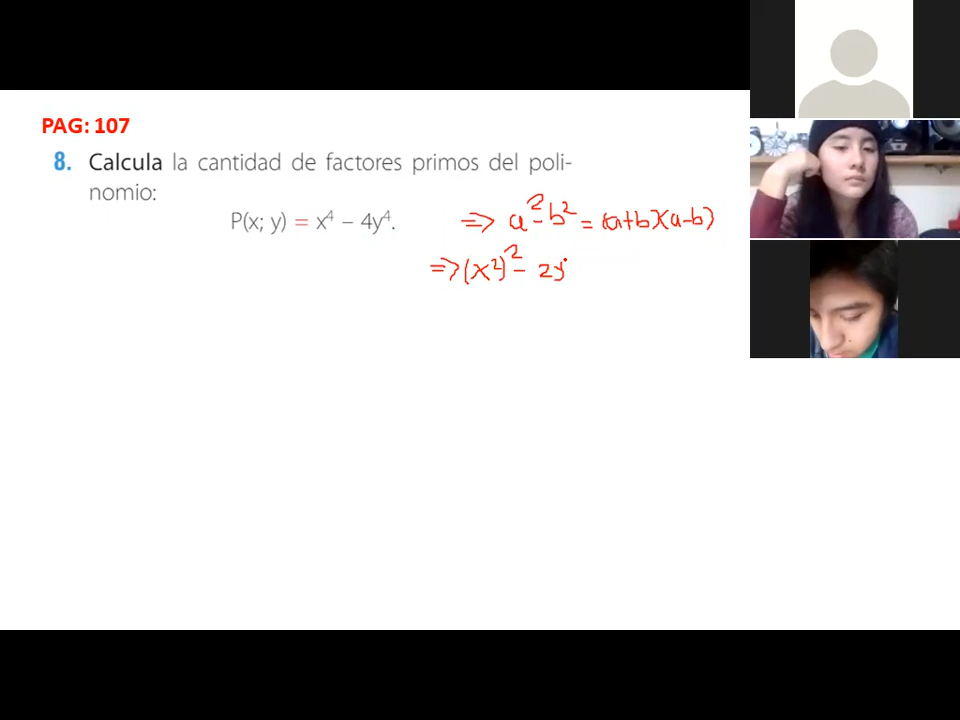 PAG: 107
8. Calcula la cantidad de factores primos del poli-
nomio:
P(x; y) = x⁴ – 4y⁴.
⇒ a² - b² = (a+b)(a-b)
⇒ (x²)² - 2y